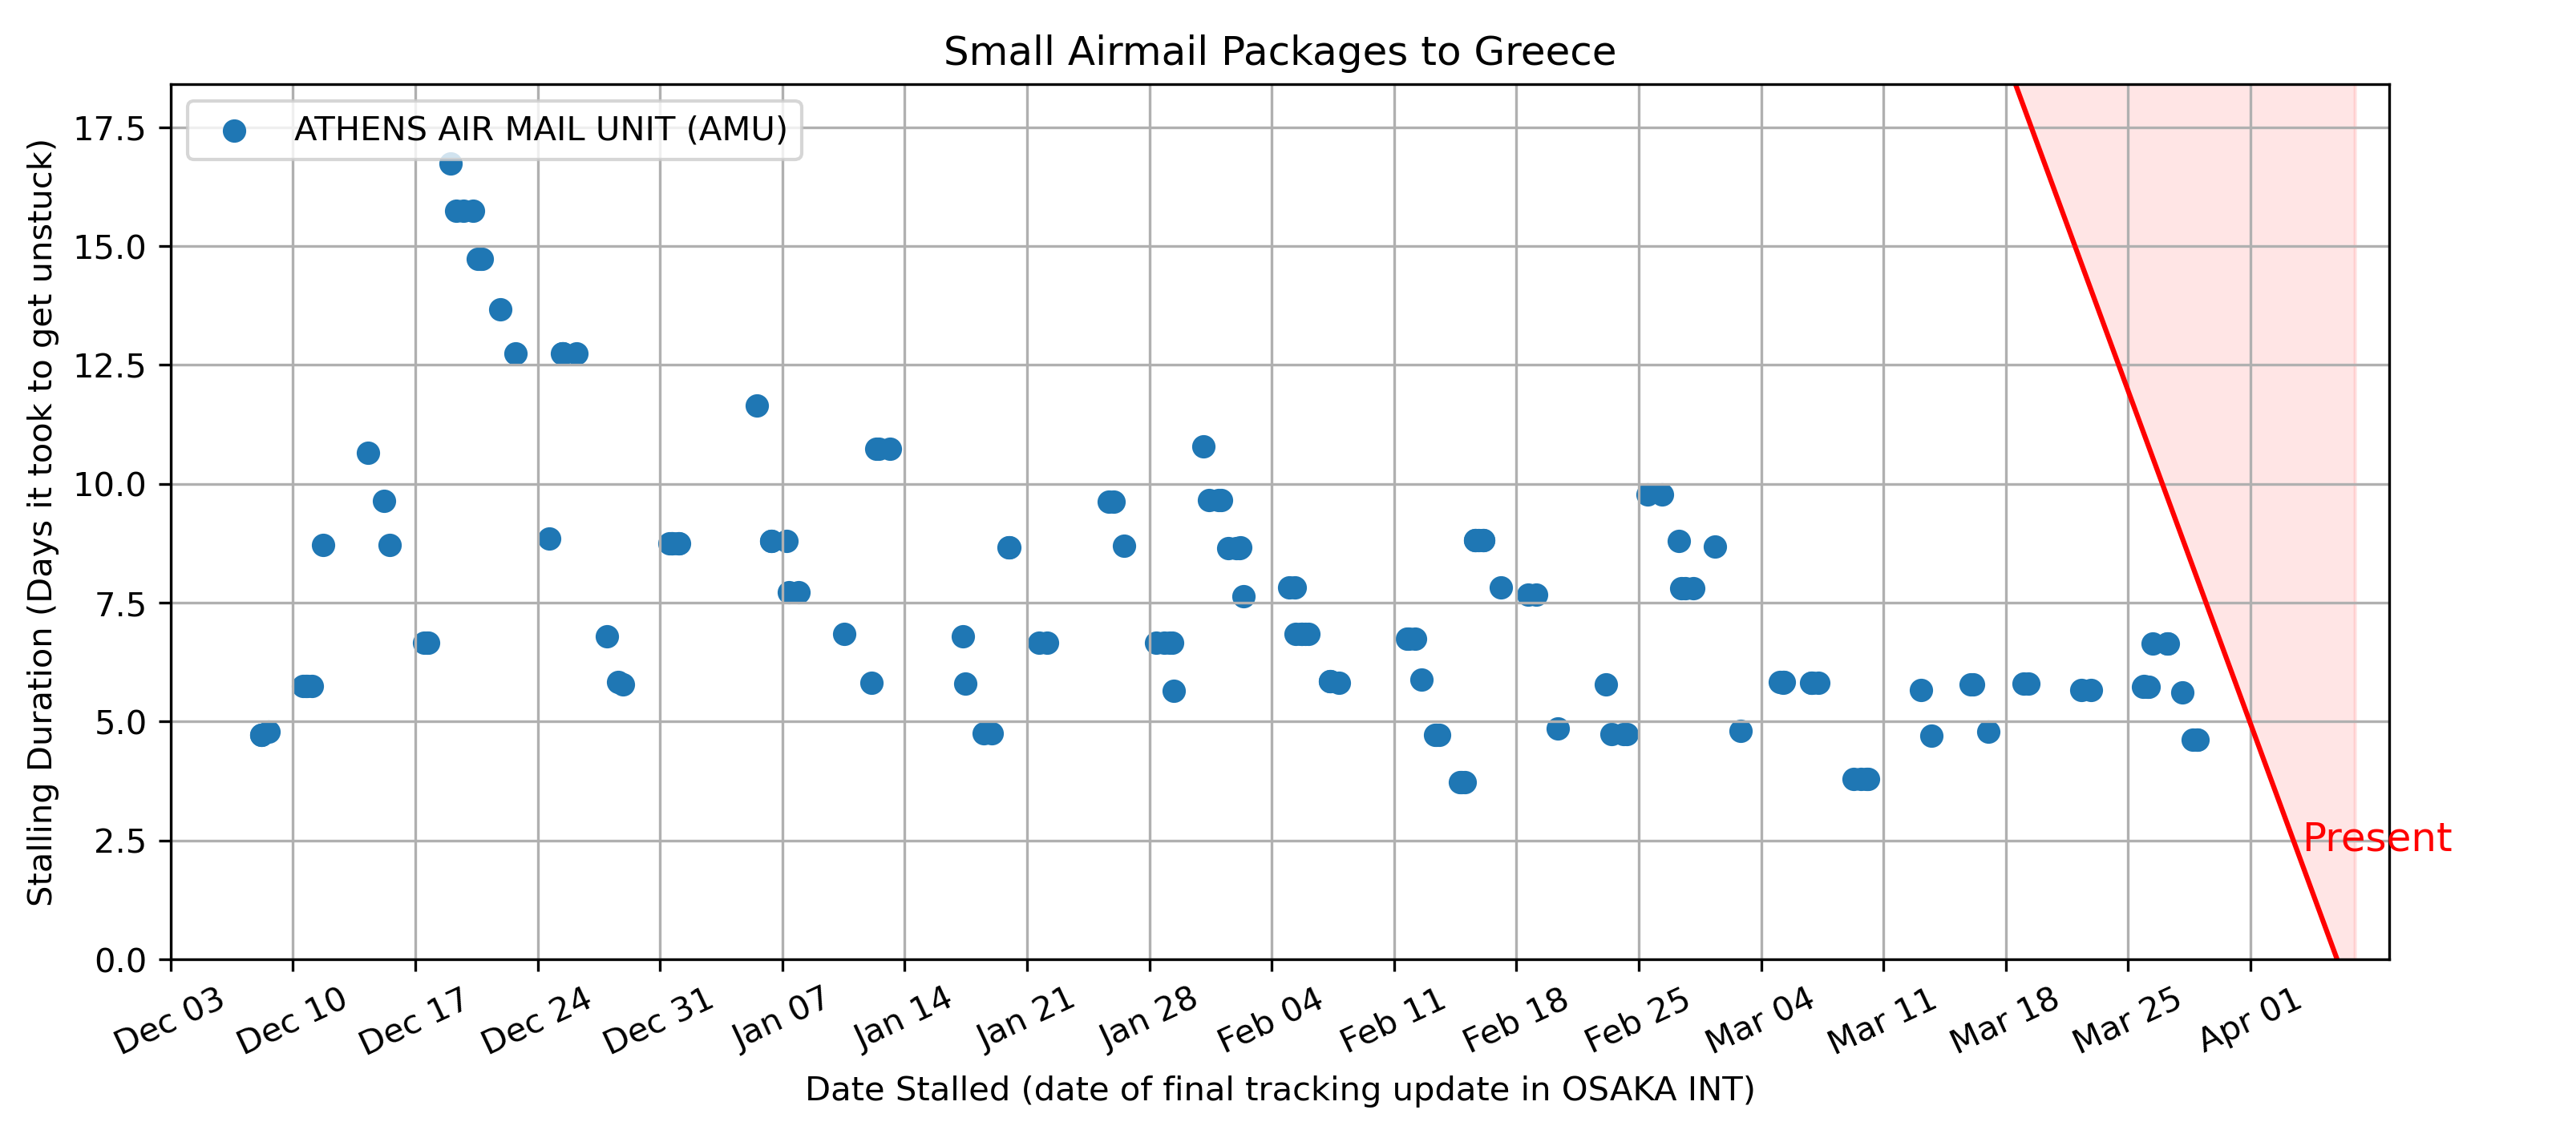 Small Airmail Packages to Greece
ATHENS AIR MAIL UNIT (AMU)
Stalling Duration (Days it took to get unstuck)
17.5
15.0
12.5
10.0
7.5
5.0
2.5
0.0
Present
Dec 03
Dec 10
Dec 17
Dec 24
Dec 31
Jan 07
Jan 14
Jan 21
Jan 28
Feb 04
Feb 11
Feb 18
Feb 25
Mar 04
Mar 11
Mar 18
Mar 25
Apr 01
Date Stalled (date of final tracking update in OSAKA INT)